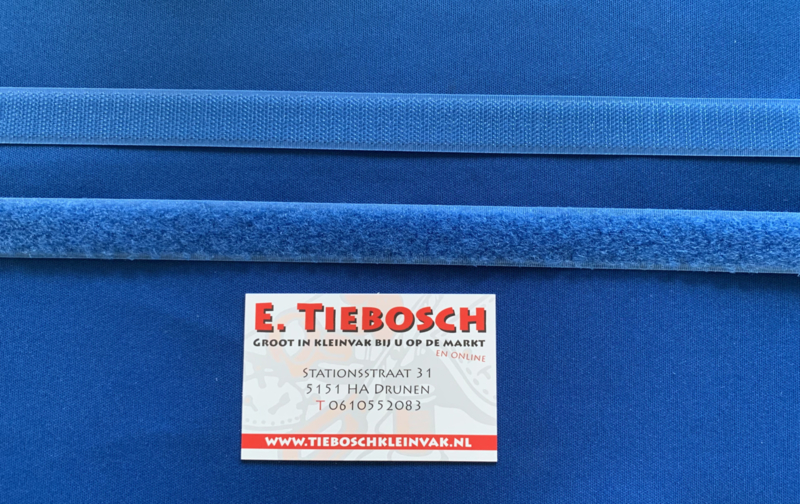 E. TIEBOSCH
GROOT IN KLEINVAK BIJ U OP DE MARKT
EN ONLINE
STATIONSSTRAAT 31
5151 HA DRUNEN
T 0610552083
WWW.TIEBOSCHKLEINVAK.NL